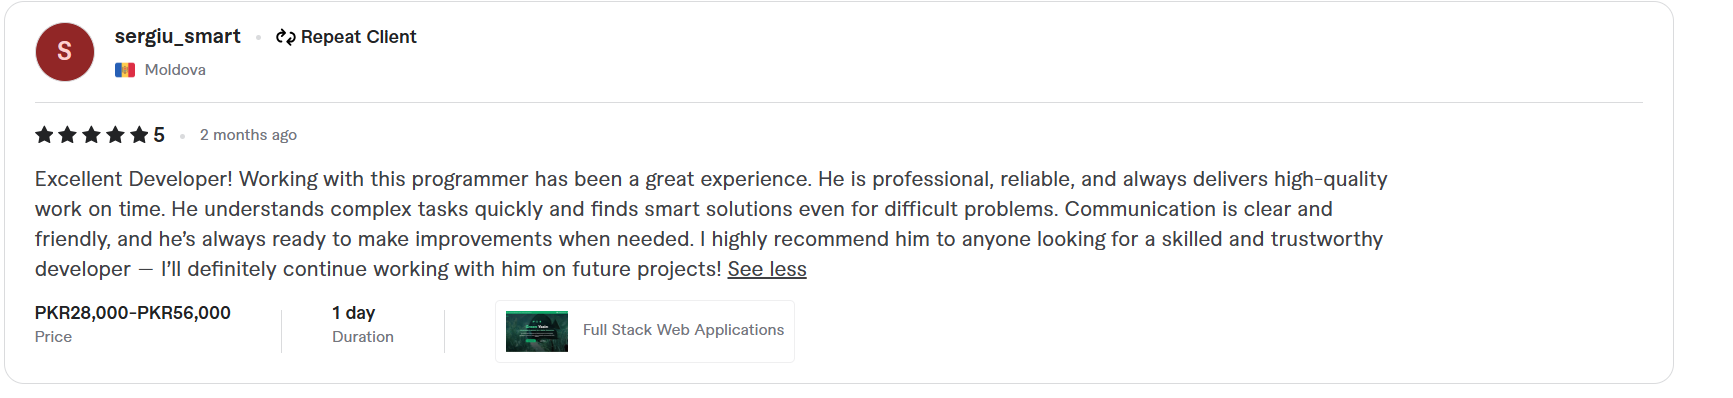 S
sergiu_smart
Repeat Client
Moldova
5
2 months ago
Excellent Developer! Working with this programmer has been a great experience. He is professional, reliable, and always delivers high-quality
work on time. He understands complex tasks quickly and finds smart solutions even for difficult problems. Communication is clear and
friendly, and he’s always ready to make improvements when needed. I highly recommend him to anyone looking for a skilled and trustworthy
developer — I’ll definitely continue working with him on future projects! See less
PKR28,000-PKR56,000
Price
1 day
Duration
Full Stack Web Applications